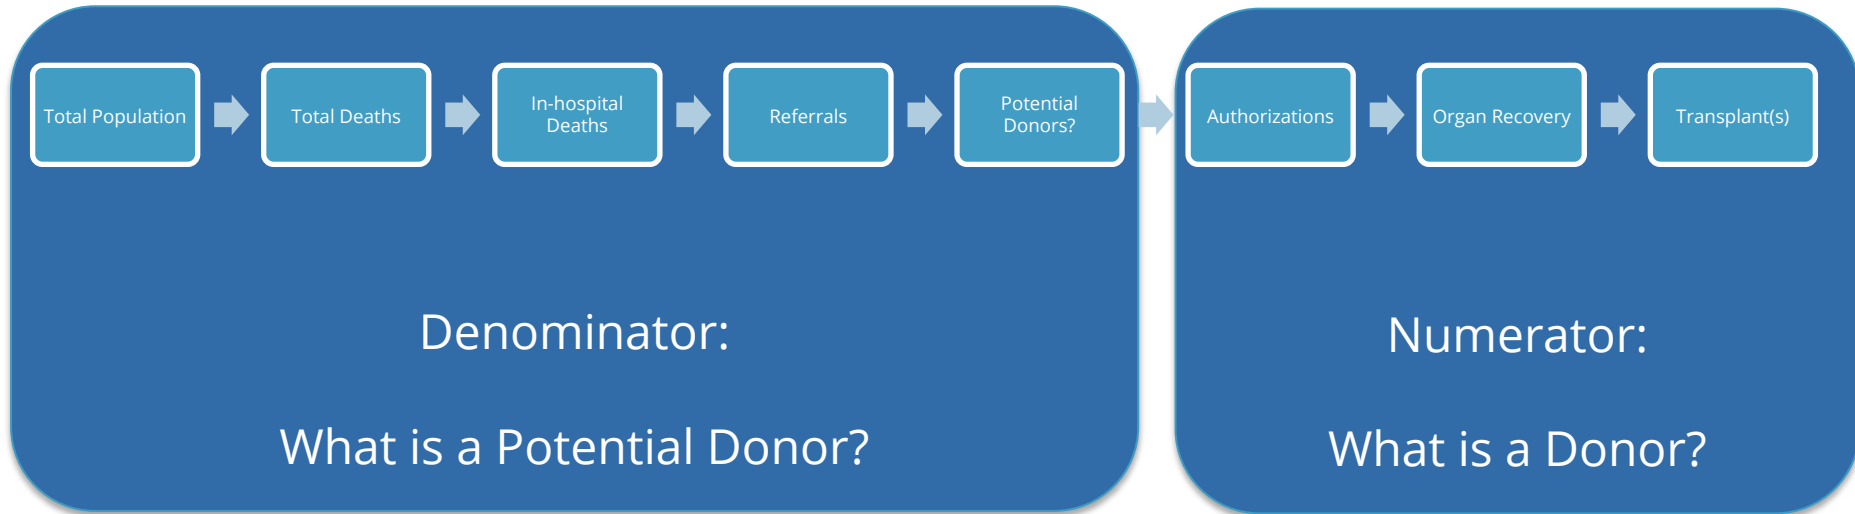 Total Population
Total Deaths
In-hospital
Deaths
Referrals
Potential
Donors?
Authorizations
Organ Recovery
Transplant(s)
Denominator:
What is a Potential Donor?
Numerator:
What is a Donor?